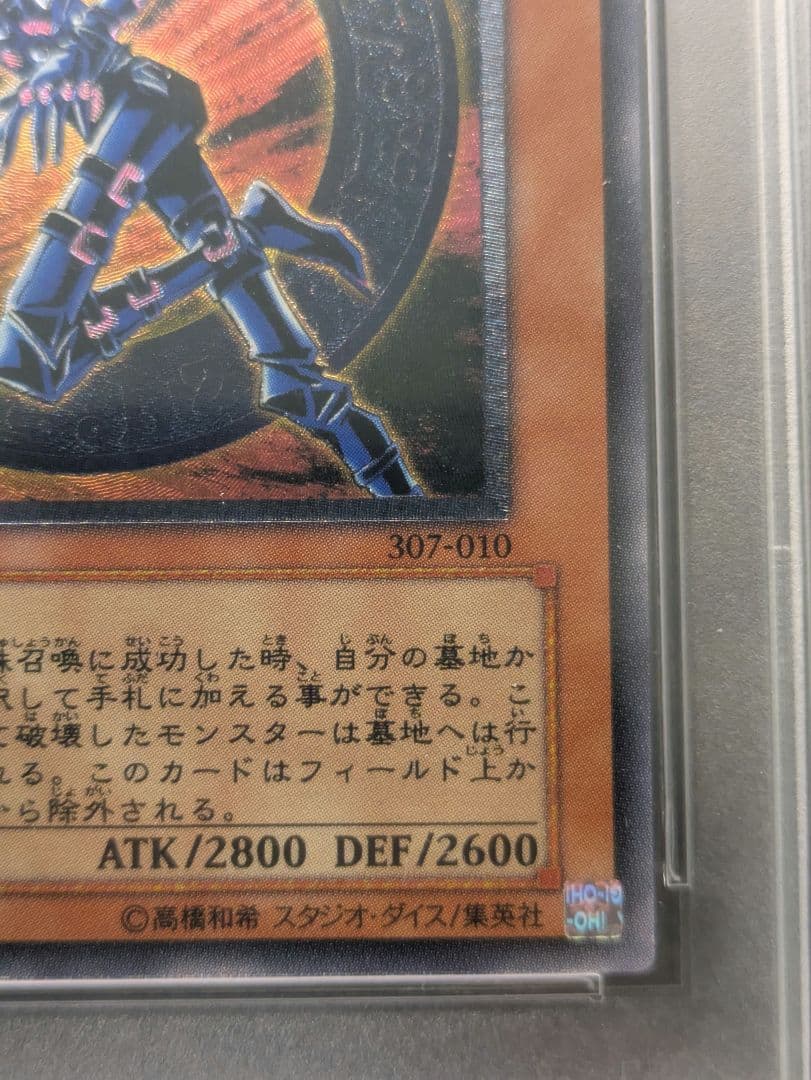 307-010
殊召喚に成功した時、自分の墓地か
択して手札に加える事ができる。こ
て破壊したモンスターは墓地へは行
れる。このカードはフィールド上か
から除外される。
ATK/2800 DEF/2600
©高橋和希 スタジオ・ダイス/集英社